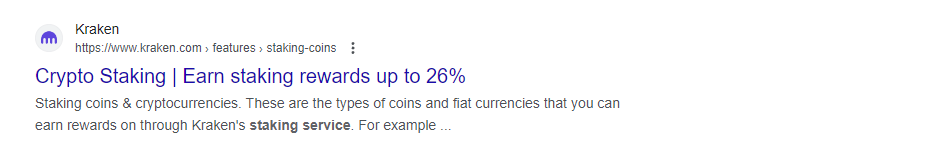 Kraken
https://www.kraken.com › features › staking-coins
Crypto Staking | Earn staking rewards up to 26%
Staking coins & cryptocurrencies. These are the types of coins and fiat currencies that you can
earn rewards on through Kraken's staking service. For example ...